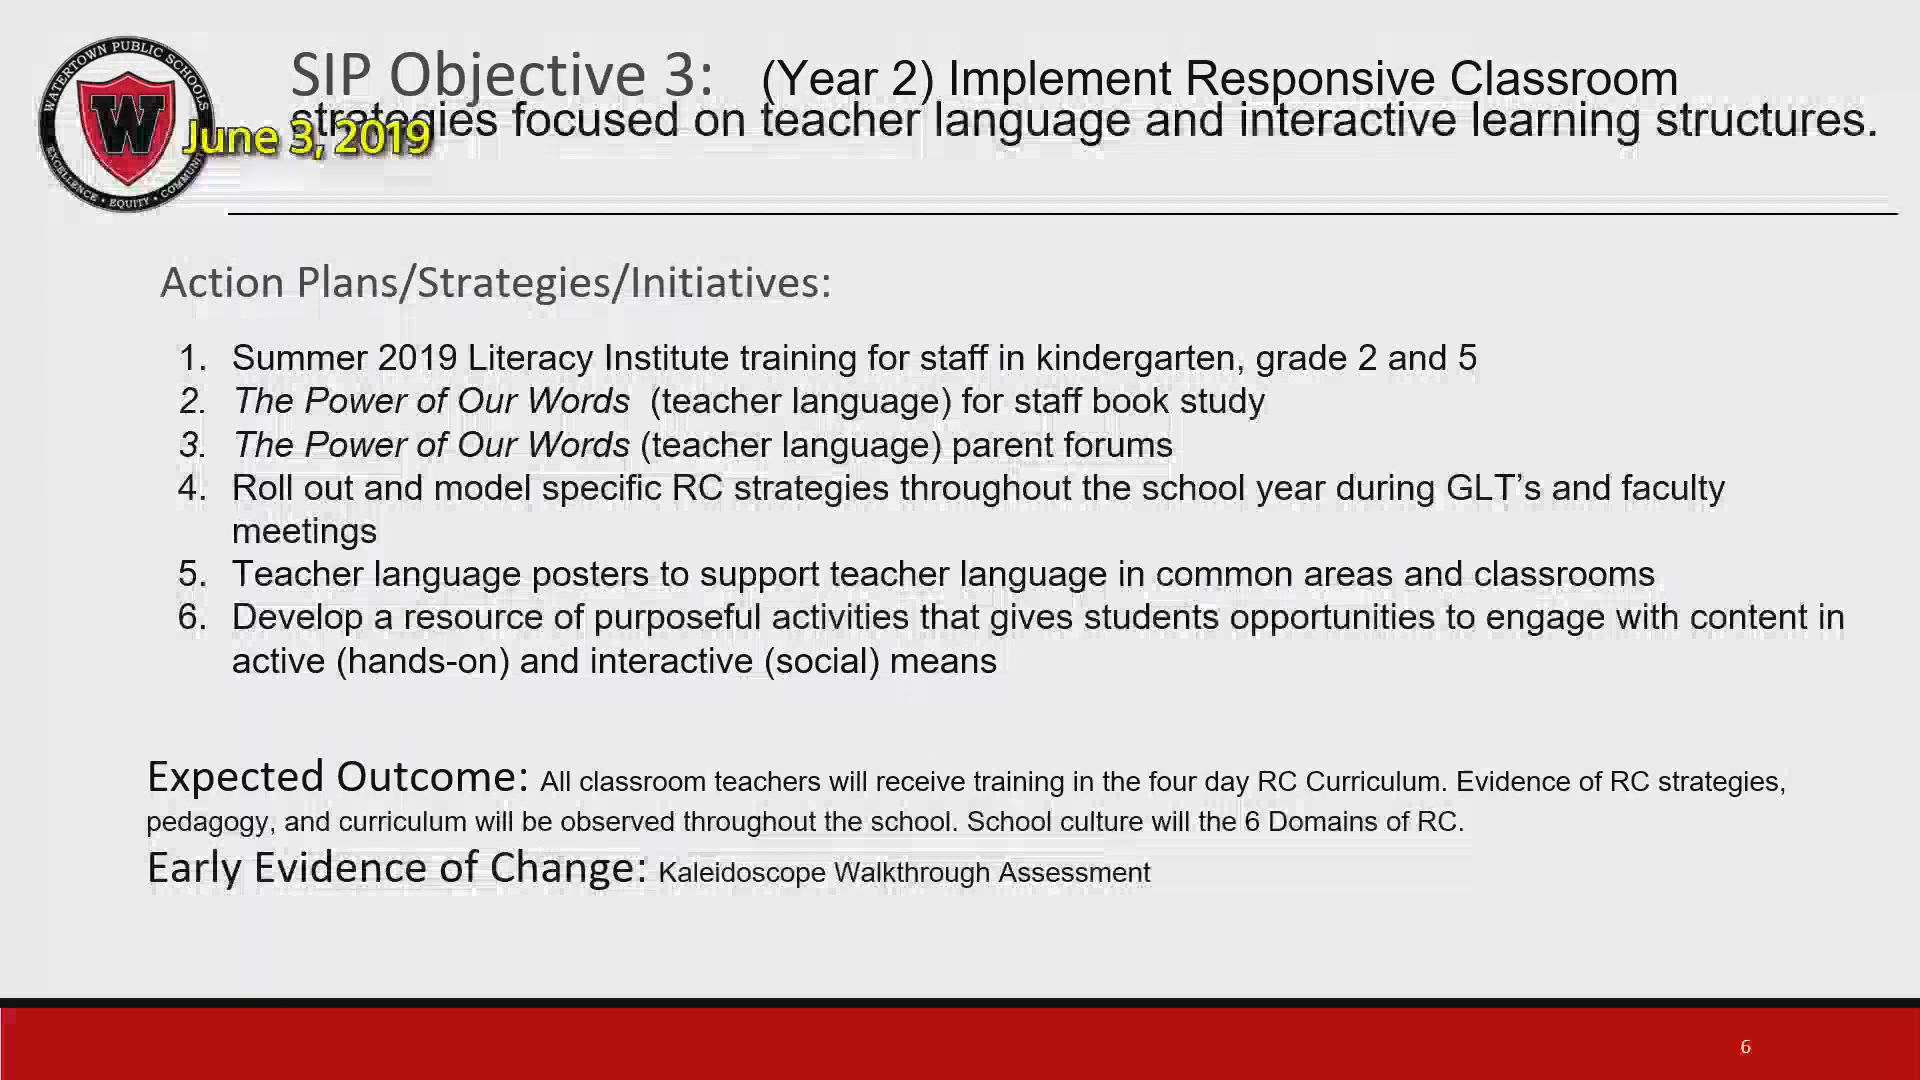 WATERTOWN PUBLIC SCHOOLS
W
EXCELLENCE • EQUITY • COMMUNITY
SIP Objective 3: (Year 2) Implement Responsive Classroom
strategies focused on teacher language and interactive learning structures.
June 3, 2019
Action Plans/Strategies/Initiatives:
1. Summer 2019 Literacy Institute training for staff in kindergarten, grade 2 and 5
2. The Power of Our Words (teacher language) for staff book study
3. The Power of Our Words (teacher language) parent forums
4. Roll out and model specific RC strategies throughout the school year during GLT’s and faculty
meetings
5. Teacher language posters to support teacher language in common areas and classrooms
6. Develop a resource of purposeful activities that gives students opportunities to engage with content in
active (hands-on) and interactive (social) means
Expected Outcome: All classroom teachers will receive training in the four day RC Curriculum. Evidence of RC strategies,
pedagogy, and curriculum will be observed throughout the school. School culture will the 6 Domains of RC.
Early Evidence of Change: Kaleidoscope Walkthrough Assessment
6